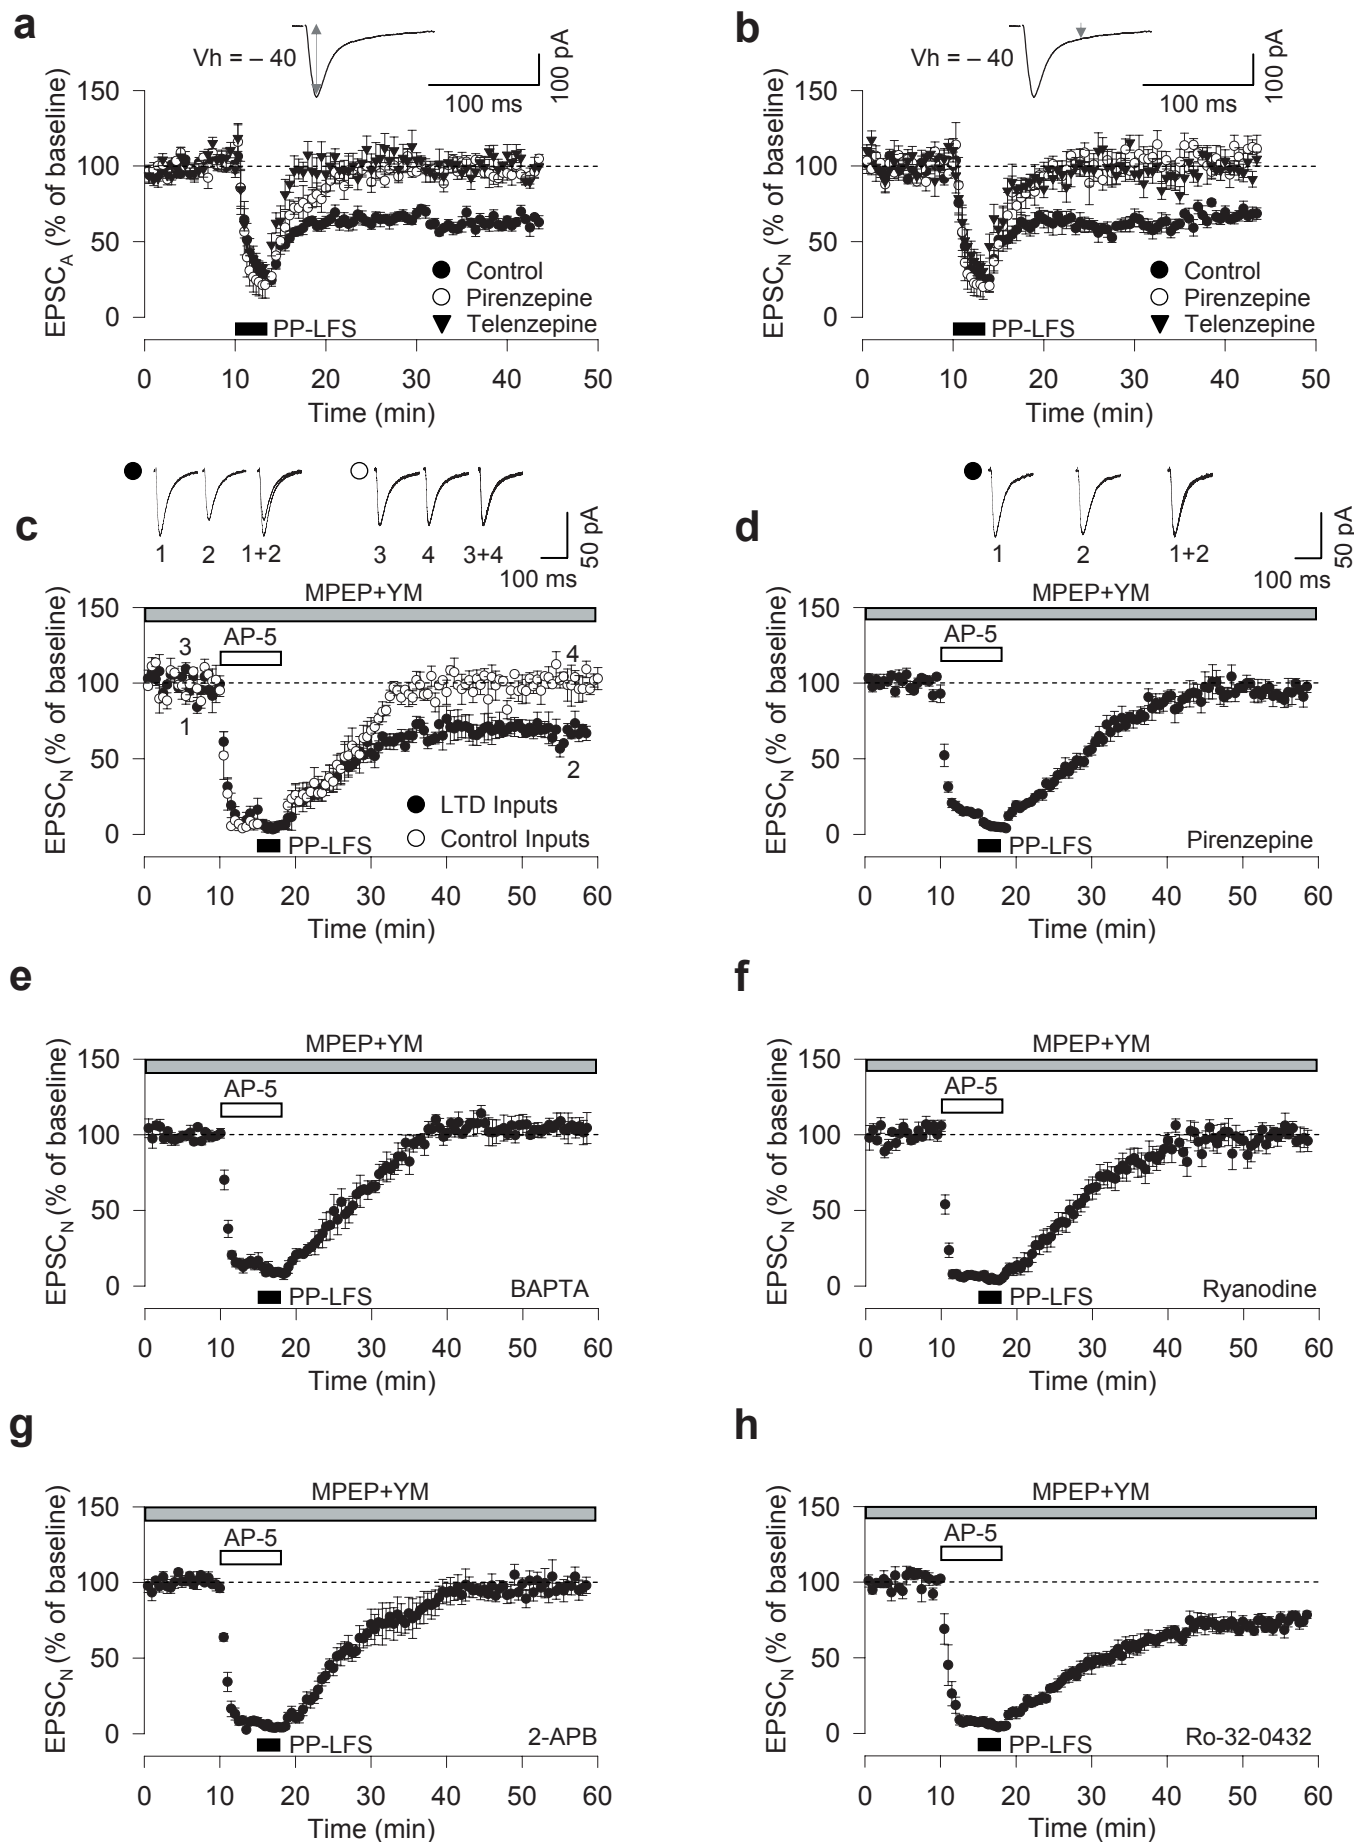 a
Vh = – 40
100 pA
100 ms
EPSC_A (% of baseline)
150
100
50
0
Control
Pirenzepine
Telenzepine
PP-LFS
0 10 20 30 40 50
Time (min)
b
Vh = – 40
100 pA
100 ms
EPSC_N (% of baseline)
150
100
50
0
Control
Pirenzepine
Telenzepine
PP-LFS
0 10 20 30 40 50
Time (min)
c
1 2 1+2 3 4 3+4
50 pA
100 ms
MPEP+YM
AP-5
EPSC_N (% of baseline)
150
100
50
0
3
1
4
2
LTD Inputs
Control Inputs
PP-LFS
0 10 20 30 40 50 60
Time (min)
d
1 2 1+2
50 pA
100 ms
MPEP+YM
AP-5
EPSC_N (% of baseline)
150
100
50
0
PP-LFS
Pirenzepine
0 10 20 30 40 50 60
Time (min)
e
MPEP+YM
AP-5
EPSC_N (% of baseline)
150
100
50
0
PP-LFS
BAPTA
0 10 20 30 40 50 60
Time (min)
f
MPEP+YM
AP-5
EPSC_N (% of baseline)
150
100
50
0
PP-LFS
Ryanodine
0 10 20 30 40 50 60
Time (min)
g
MPEP+YM
AP-5
EPSC_N (% of baseline)
150
100
50
0
PP-LFS
2-APB
0 10 20 30 40 50 60
Time (min)
h
MPEP+YM
AP-5
EPSC_N (% of baseline)
150
100
50
0
PP-LFS
Ro-32-0432
0 10 20 30 40 50 60
Time (min)